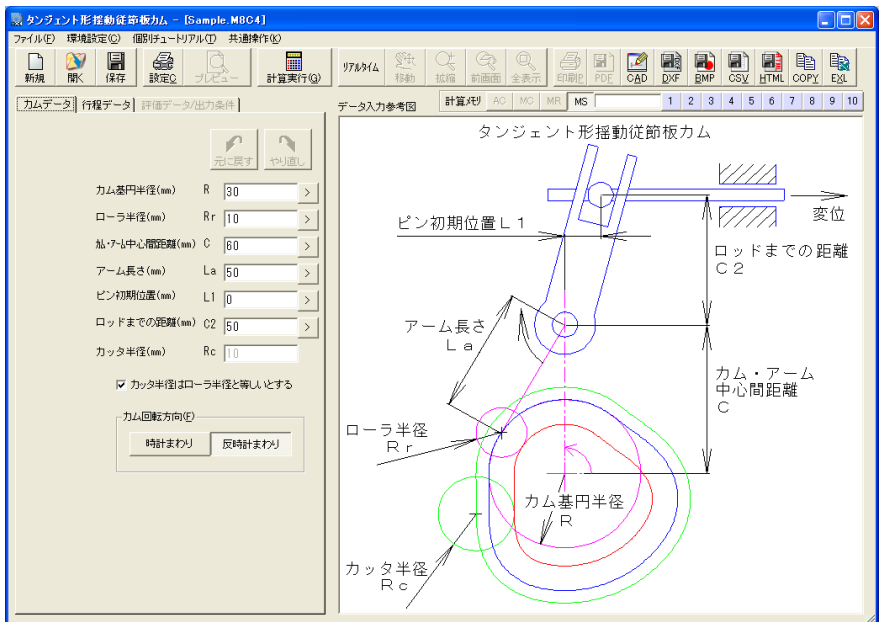 タンジェント形揺動従節板カム - [Sample.M8C4]
ファイル(F) 環境設定(C) 個別チュートリアル(T) 共通操作(K)
新規 開く 保存 設定Q プレビュー 計算実行(G) リアルタイム 移動 拡縮 前画面 全表示 印刷P PDF CAD DXF BMP CSV HTML COPY EXL
カムデータ 行程データ 評価データ/出力条件
データ入力参考図 計算メモリ AC MC MR MS 1 2 3 4 5 6 7 8 9 10
元に戻す やり直し
カム基円半径(mm) R 30 >
ローラ半径(mm) Rr 10 >
カム・アーム中心間距離(mm) C 60 >
アーム長さ(mm) La 50 >
ピン初期位置(mm) L1 0 >
ロッドまでの距離(mm) C2 50 >
カッタ半径(mm) Rc 10
カッタ半径はローラ半径と等しいとする
カム回転方向(F)
時計まわり 反時計まわり
タンジェント形揺動従節板カム
変位
ピン初期位置L1
ロッドまでの距離
C2
アーム長さ
La
カム・アーム
中心間距離
C
ローラ半径
Rr
カム基円半径
R
カッタ半径
Rc